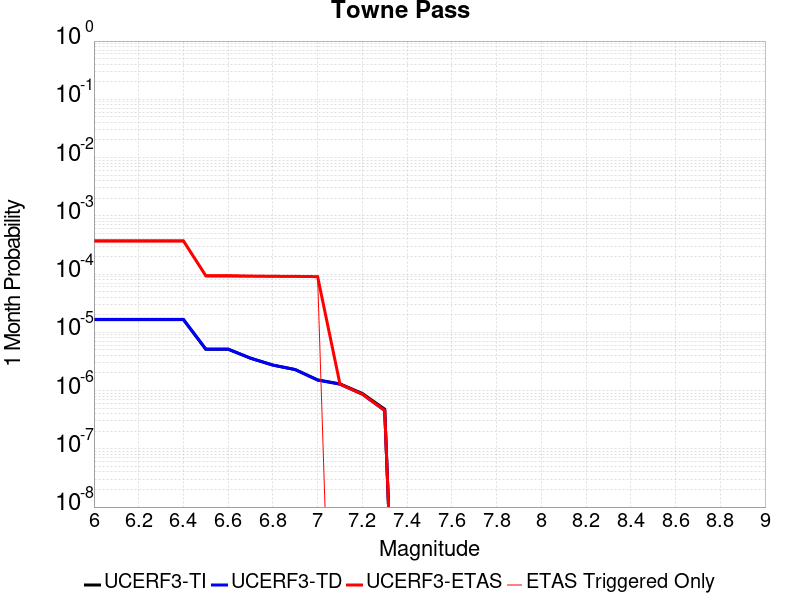 Towne Pass
10^0
10^-1
10^-2
10^-3
10^-4
10^-5
10^-6
10^-7
10^-8
1 Month Probability
6 6.2 6.4 6.6 6.8 7 7.2 7.4 7.6 7.8 8 8.2 8.4 8.6 8.8 9
Magnitude
UCERF3-TI UCERF3-TD UCERF3-ETAS ETAS Triggered Only